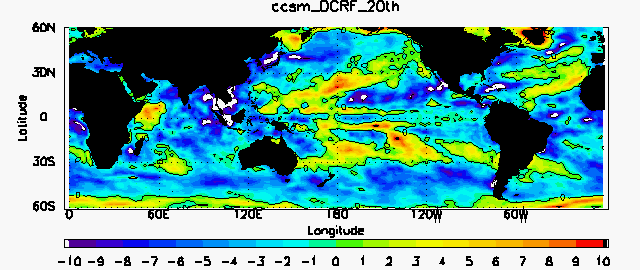 ccsm_DCRF_20th
60N
30N
0
30S
60S
Latitude
0 60E 120E 180 120W 60W
Longitude
-10 -9 -8 -7 -6 -5 -4 -3 -2 -1 0 1 2 3 4 5 6 7 8 9 10